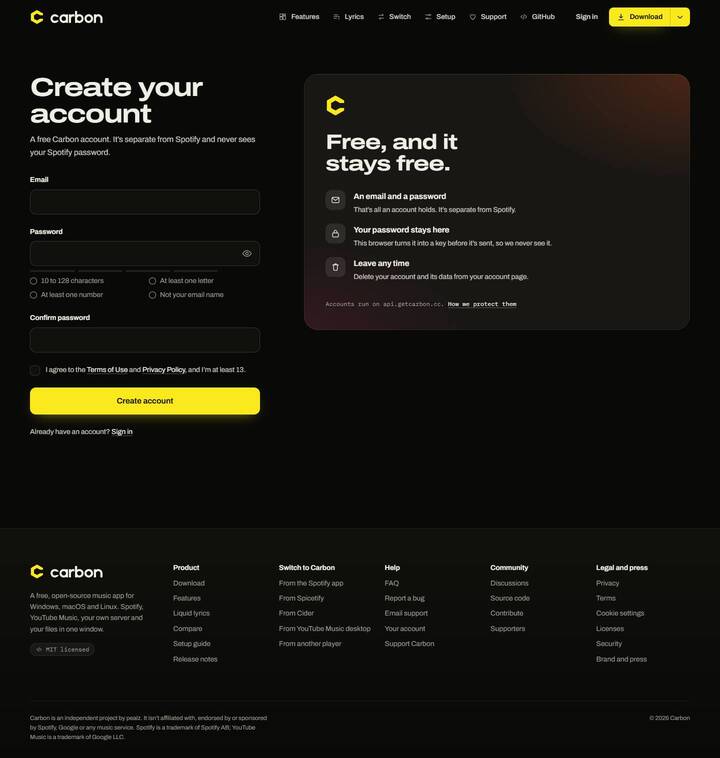 carbon
Features
Lyrics
Switch
Setup
Support
GitHub
Sign in
Download
Create your
account
A free Carbon account. It's separate from Spotify and never sees
your Spotify password.
Email
Password
10 to 128 characters
At least one letter
At least one number
Not your email name
Confirm password
I agree to the Terms of Use and Privacy Policy, and I'm at least 13.
Create account
Already have an account? Sign in
Free, and it
stays free.
An email and a password
That's all an account holds. It's separate from Spotify.
Your password stays here
This browser turns it into a key before it's sent, so we never see it.
Leave any time
Delete your account and its data from your account page.
Accounts run on api.getcarbon.cc. How we protect them
carbon
A free, open-source music app for
Windows, macOS and Linux. Spotify,
YouTube Music, your own server and
your files in one window.
MIT licensed
Product
Download
Features
Liquid lyrics
Compare
Setup guide
Release notes
Switch to Carbon
From the Spotify app
From Spicetify
From Cider
From YouTube Music desktop
From another player
Help
FAQ
Report a bug
Email support
Your account
Support Carbon
Community
Discussions
Source code
Contribute
Supporters
Legal and press
Privacy
Terms
Cookie settings
Licenses
Security
Brand and press
Carbon is an independent project by pealz. It isn't affiliated with, endorsed by or sponsored
by Spotify, Google or any music service. Spotify is a trademark of Spotify AB; YouTube
Music is a trademark of Google LLC.
© 2026 Carbon